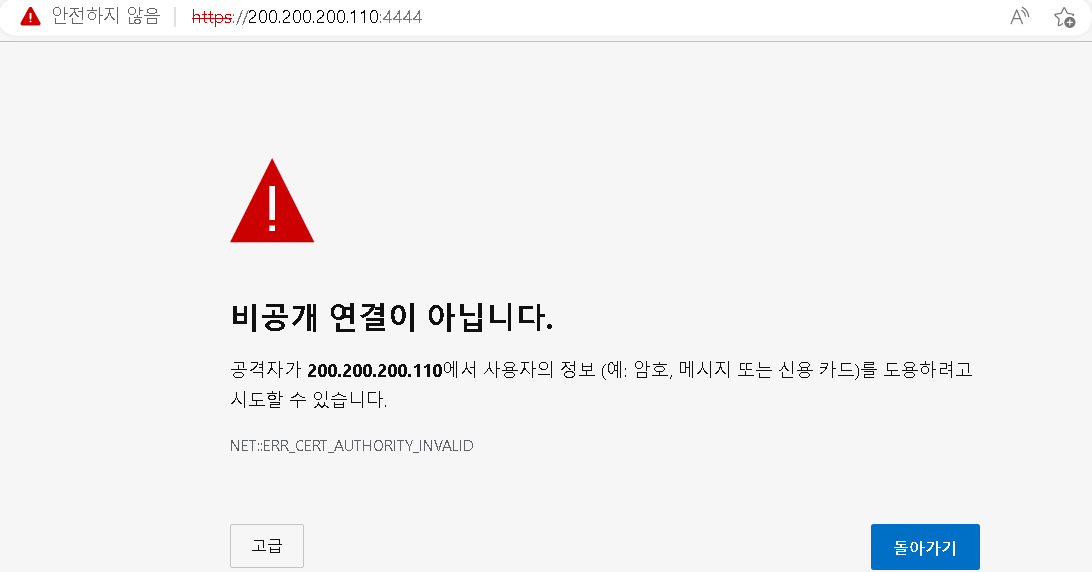 안전하지 않음 | https://200.200.200.110:4444
비공개 연결이 아닙니다.
공격자가 200.200.200.110에서 사용자의 정보 (예: 암호, 메시지 또는 신용 카드)를 도용하려고
시도할 수 있습니다.
NET::ERR_CERT_AUTHORITY_INVALID
고급 돌아가기